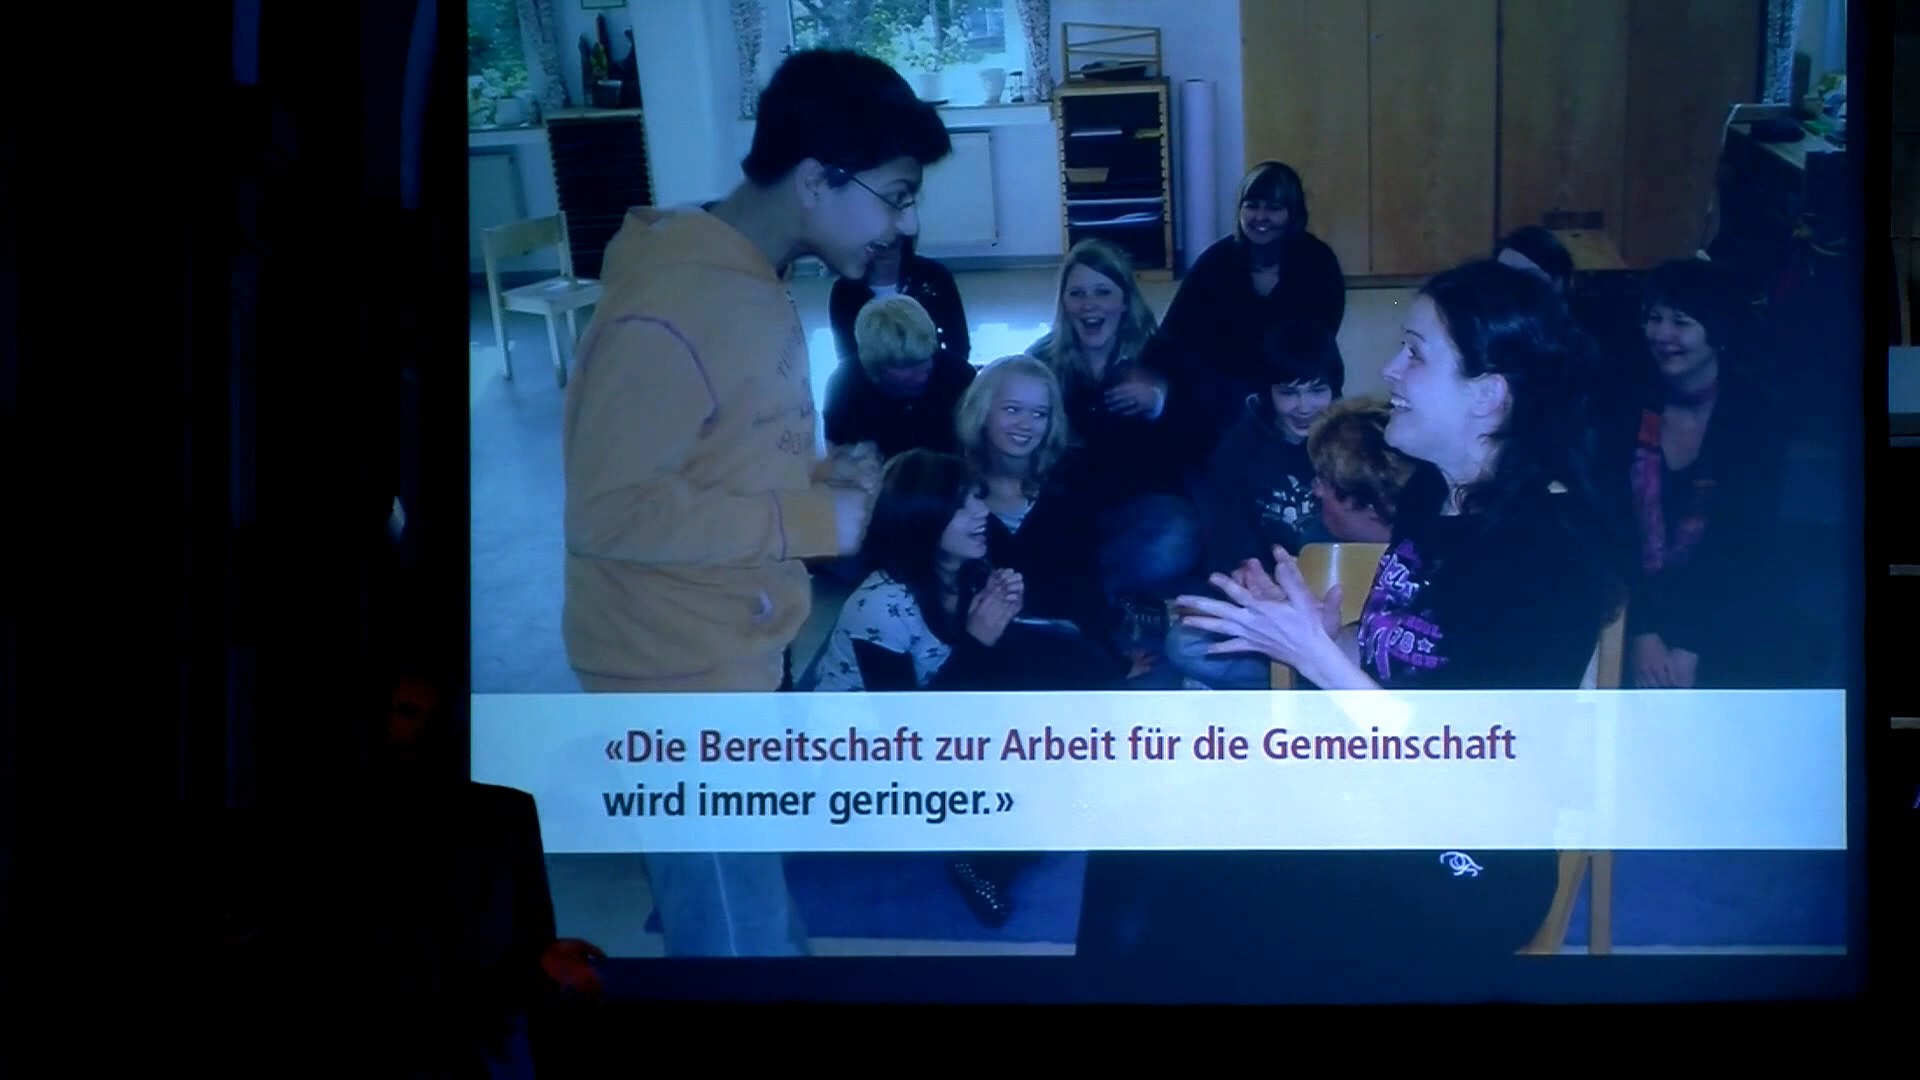 «Die Bereitschaft zur Arbeit für die Gemeinschaft
wird immer geringer.»